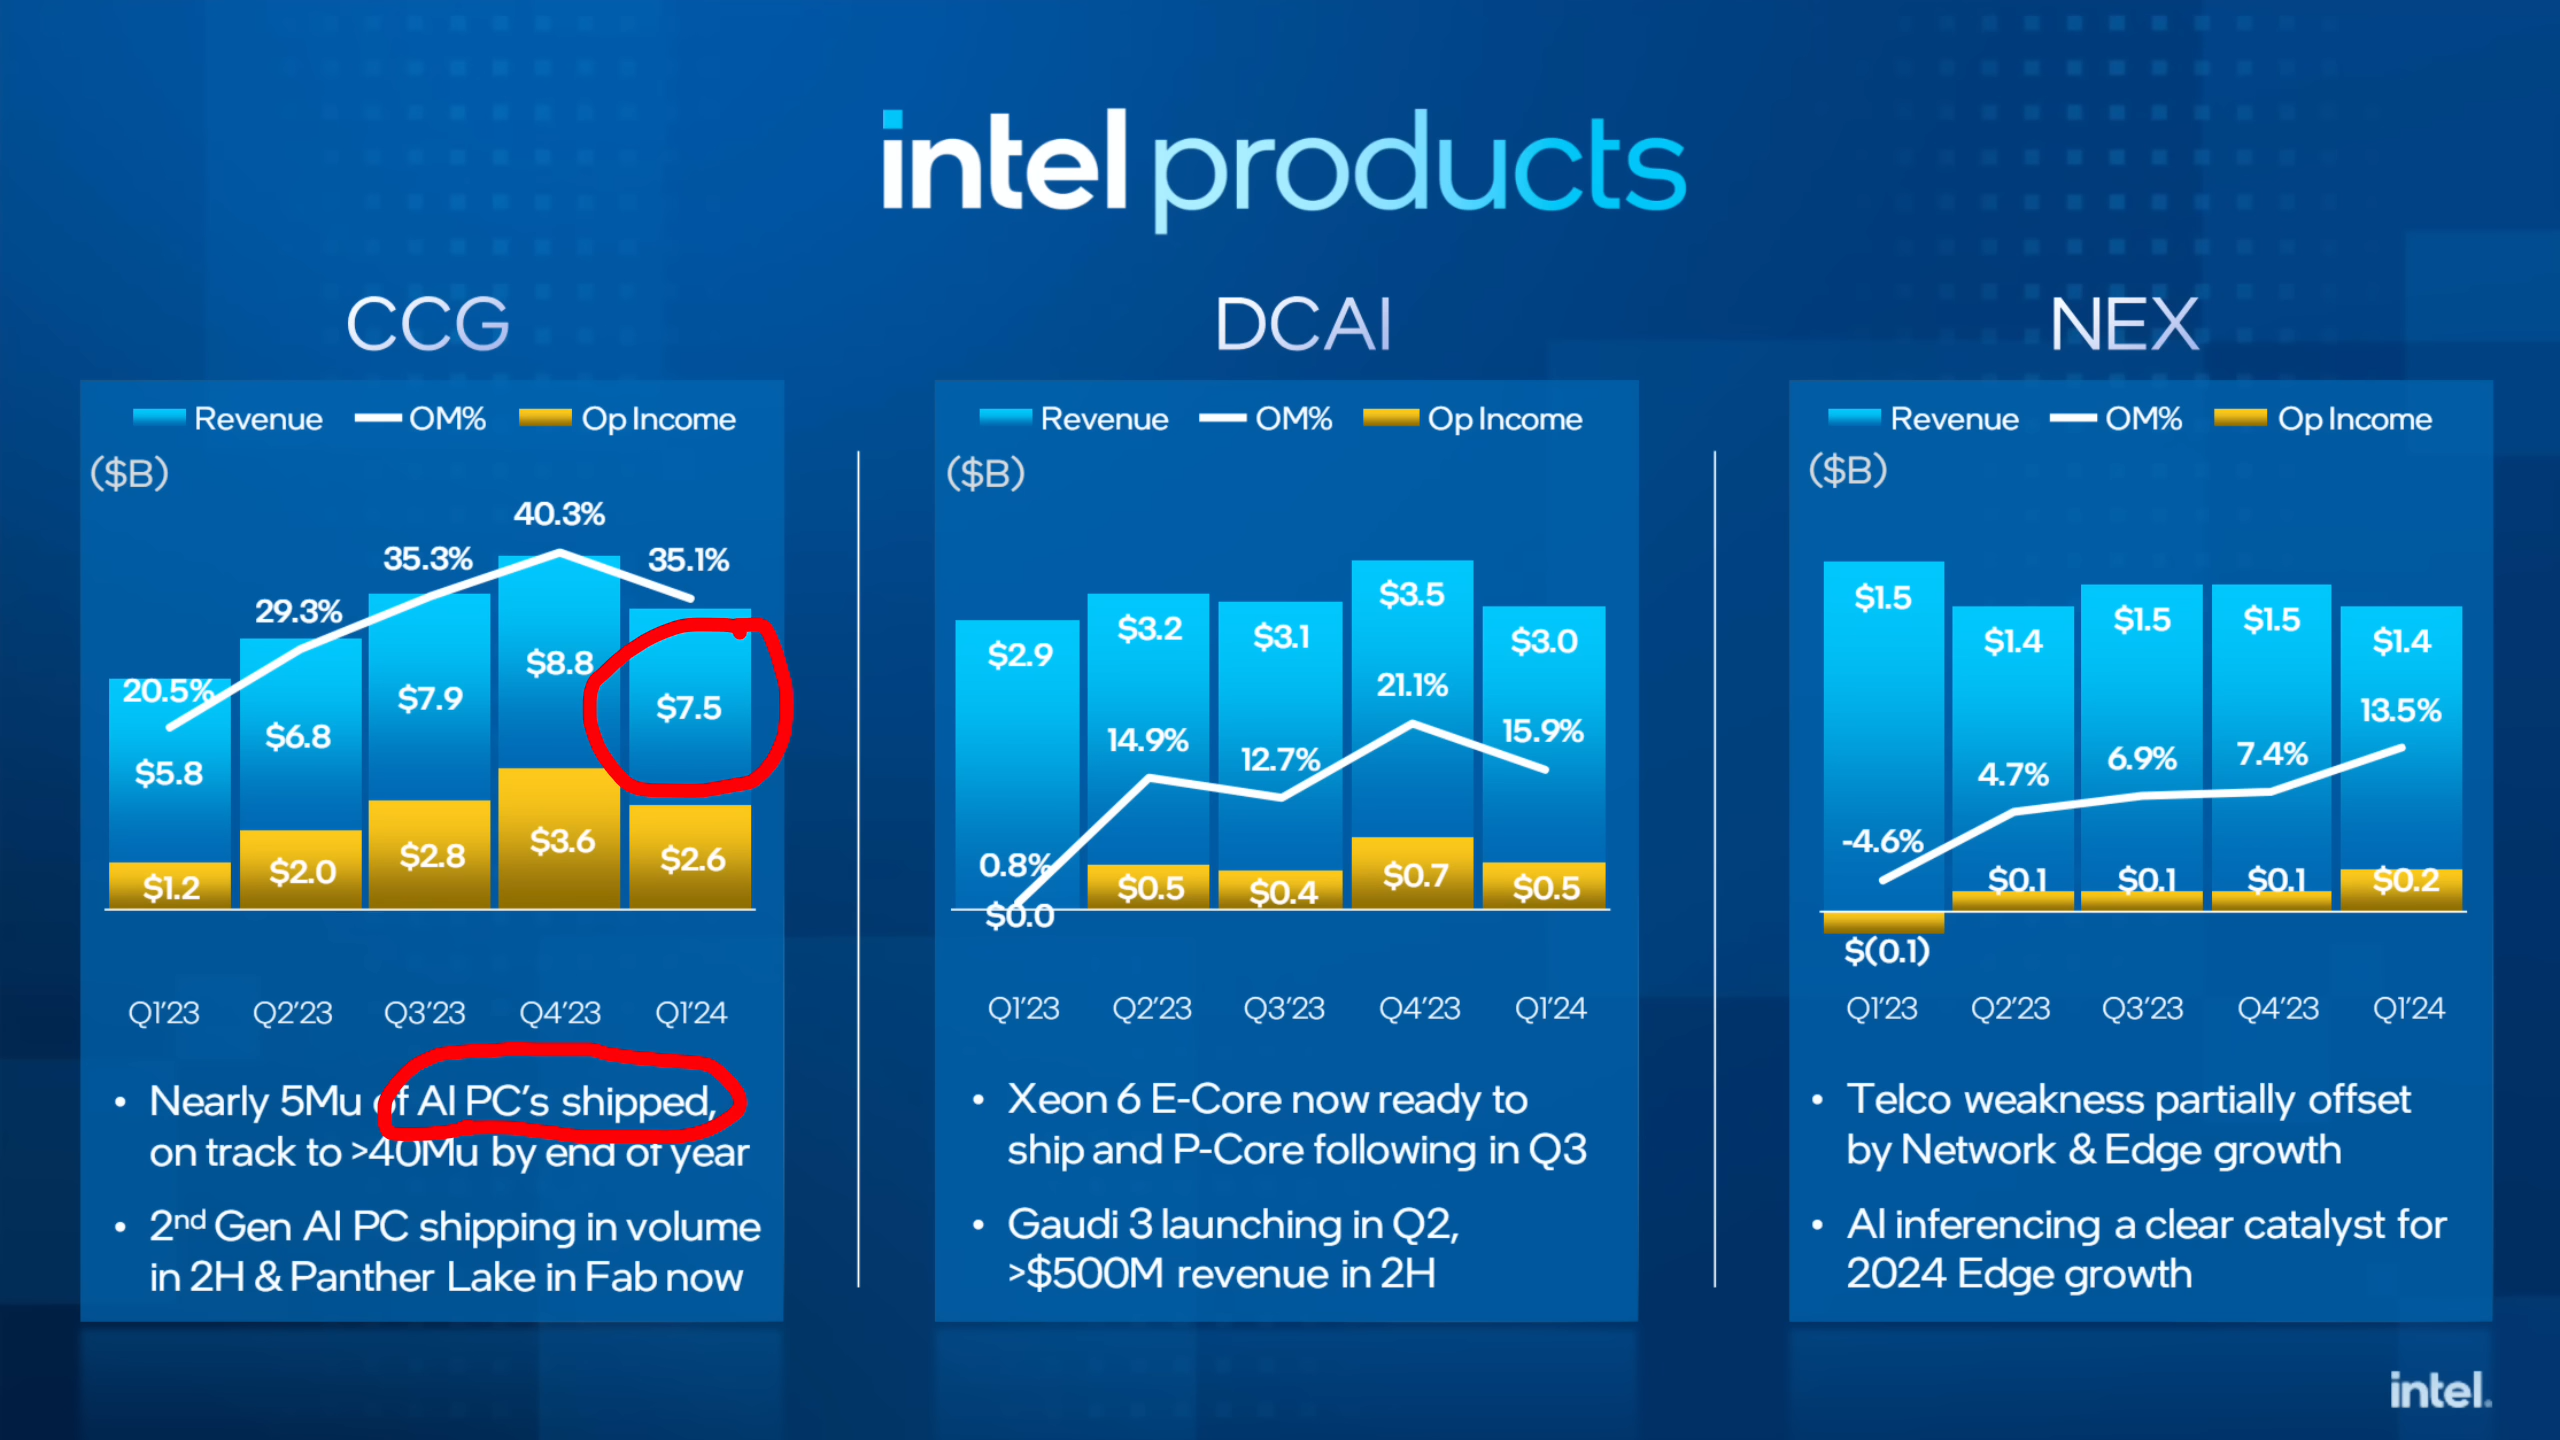 intel products
CCG
Revenue OM% Op Income
($B)
20.5% 29.3% 35.3% 40.3% 35.1%
$5.8 $6.8 $7.9 $8.8 $7.5
$1.2 $2.0 $2.8 $3.6 $2.6
Q1'23 Q2'23 Q3'23 Q4'23 Q1'24
• Nearly 5Mu of AI PC's shipped,
on track to >40Mu by end of year
• 2nd Gen AI PC shipping in volume
in 2H & Panther Lake in Fab now
DCAI
Revenue OM% Op Income
($B)
$2.9 $3.2 $3.1 $3.5 $3.0
0.8% 14.9% 12.7% 21.1% 15.9%
$0.0 $0.5 $0.4 $0.7 $0.5
Q1'23 Q2'23 Q3'23 Q4'23 Q1'24
• Xeon 6 E-Core now ready to
ship and P-Core following in Q3
• Gaudi 3 launching in Q2,
>$500M revenue in 2H
NEX
Revenue OM% Op Income
($B)
$1.5 $1.4 $1.5 $1.5 $1.4
-4.6% 4.7% 6.9% 7.4% 13.5%
$(0.1) $0.1 $0.1 $0.1 $0.2
Q1'23 Q2'23 Q3'23 Q4'23 Q1'24
• Telco weakness partially offset
by Network & Edge growth
• AI inferencing a clear catalyst for
2024 Edge growth
intel.